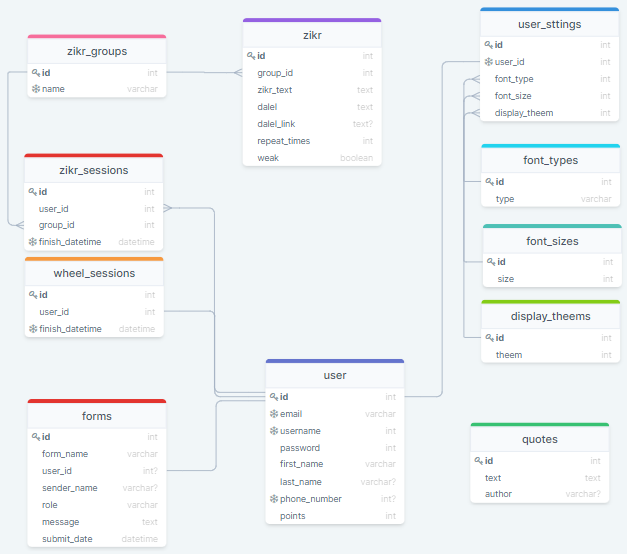 zikr_groups
id int
name varchar
zikr
id int
group_id int
zikr_text text
dalel text
dalel_link text?
repeat_times int
weak boolean
user_sttings
id int
user_id int
font_type int
font_size int
display_theem int
zikr_sessions
id int
user_id int
group_id int
finish_datetime datetime
font_types
id int
type varchar
font_sizes
id int
size int
wheel_sessions
id int
user_id int
finish_datetime datetime
display_theems
id int
theem int
user
id int
email varchar
username int
password int
first_name varchar
last_name varchar?
phone_number int?
points int
forms
id int
form_name varchar
user_id int?
sender_name varchar?
role varchar
message text
submit_date datetime
quotes
id int
text text
author varchar?